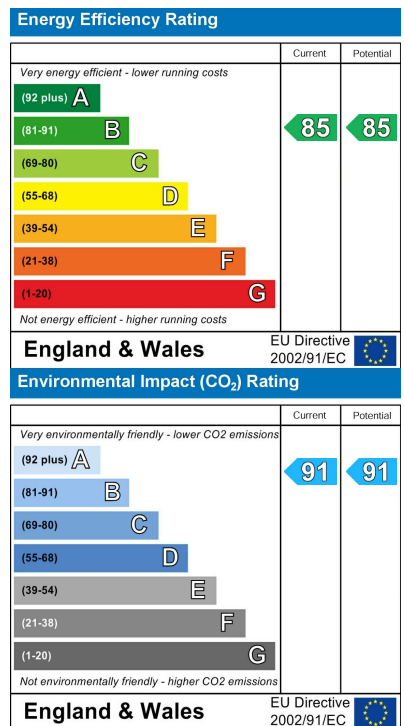 Energy Efficiency Rating
Current Potential
Very energy efficient - lower running costs
(92 plus) A
(81-91) B
85 85
(69-80) C
(55-68) D
(39-54) E
(21-38) F
(1-20) G
Not energy efficient - higher running costs
England & Wales
EU Directive
2002/91/EC
Environmental Impact (CO₂) Rating
Current Potential
Very environmentally friendly - lower CO2 emissions
(92 plus) A
91 91
(81-91) B
(69-80) C
(55-68) D
(39-54) E
(21-38) F
(1-20) G
Not environmentally friendly - higher CO2 emissions
England & Wales
EU Directive
2002/91/EC